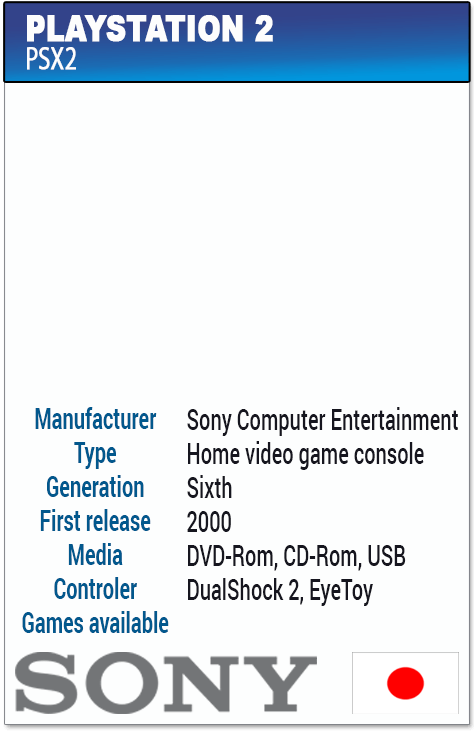 PLAYSTATION 2
PSX2
Manufacturer Sony Computer Entertainment
Type Home video game console
Generation Sixth
First release 2000
Media DVD-Rom, CD-Rom, USB
Controler DualShock 2, EyeToy
Games available
SONY